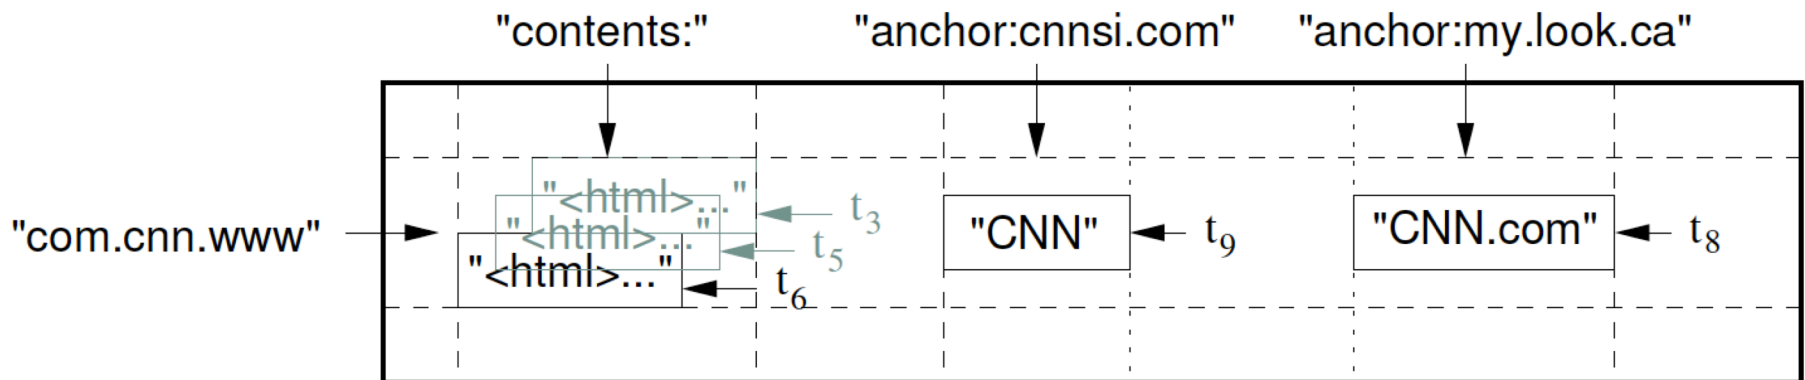 "contents:" "anchor:cnnsi.com" "anchor:my.look.ca"
"<html>..." t3
"com.cnn.www" "<html>..." t5 "CNN" t9 "CNN.com" t8
"<html>..." t6